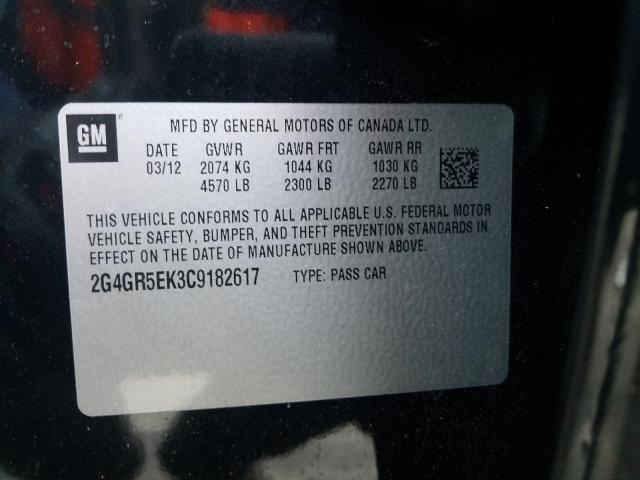 GM
MFD BY GENERAL MOTORS OF CANADA LTD.
DATE GVWR GAWR FRT GAWR RR
03/12 2074 KG 1044 KG 1030 KG
4570 LB 2300 LB 2270 LB
THIS VEHICLE CONFORMS TO ALL APPLICABLE U.S. FEDERAL MOTOR
VEHICLE SAFETY, BUMPER, AND THEFT PREVENTION STANDARDS IN
EFFECT ON THE DATE OF MANUFACTURE SHOWN ABOVE.
2G4GR5EK3C9182617 TYPE: PASS CAR